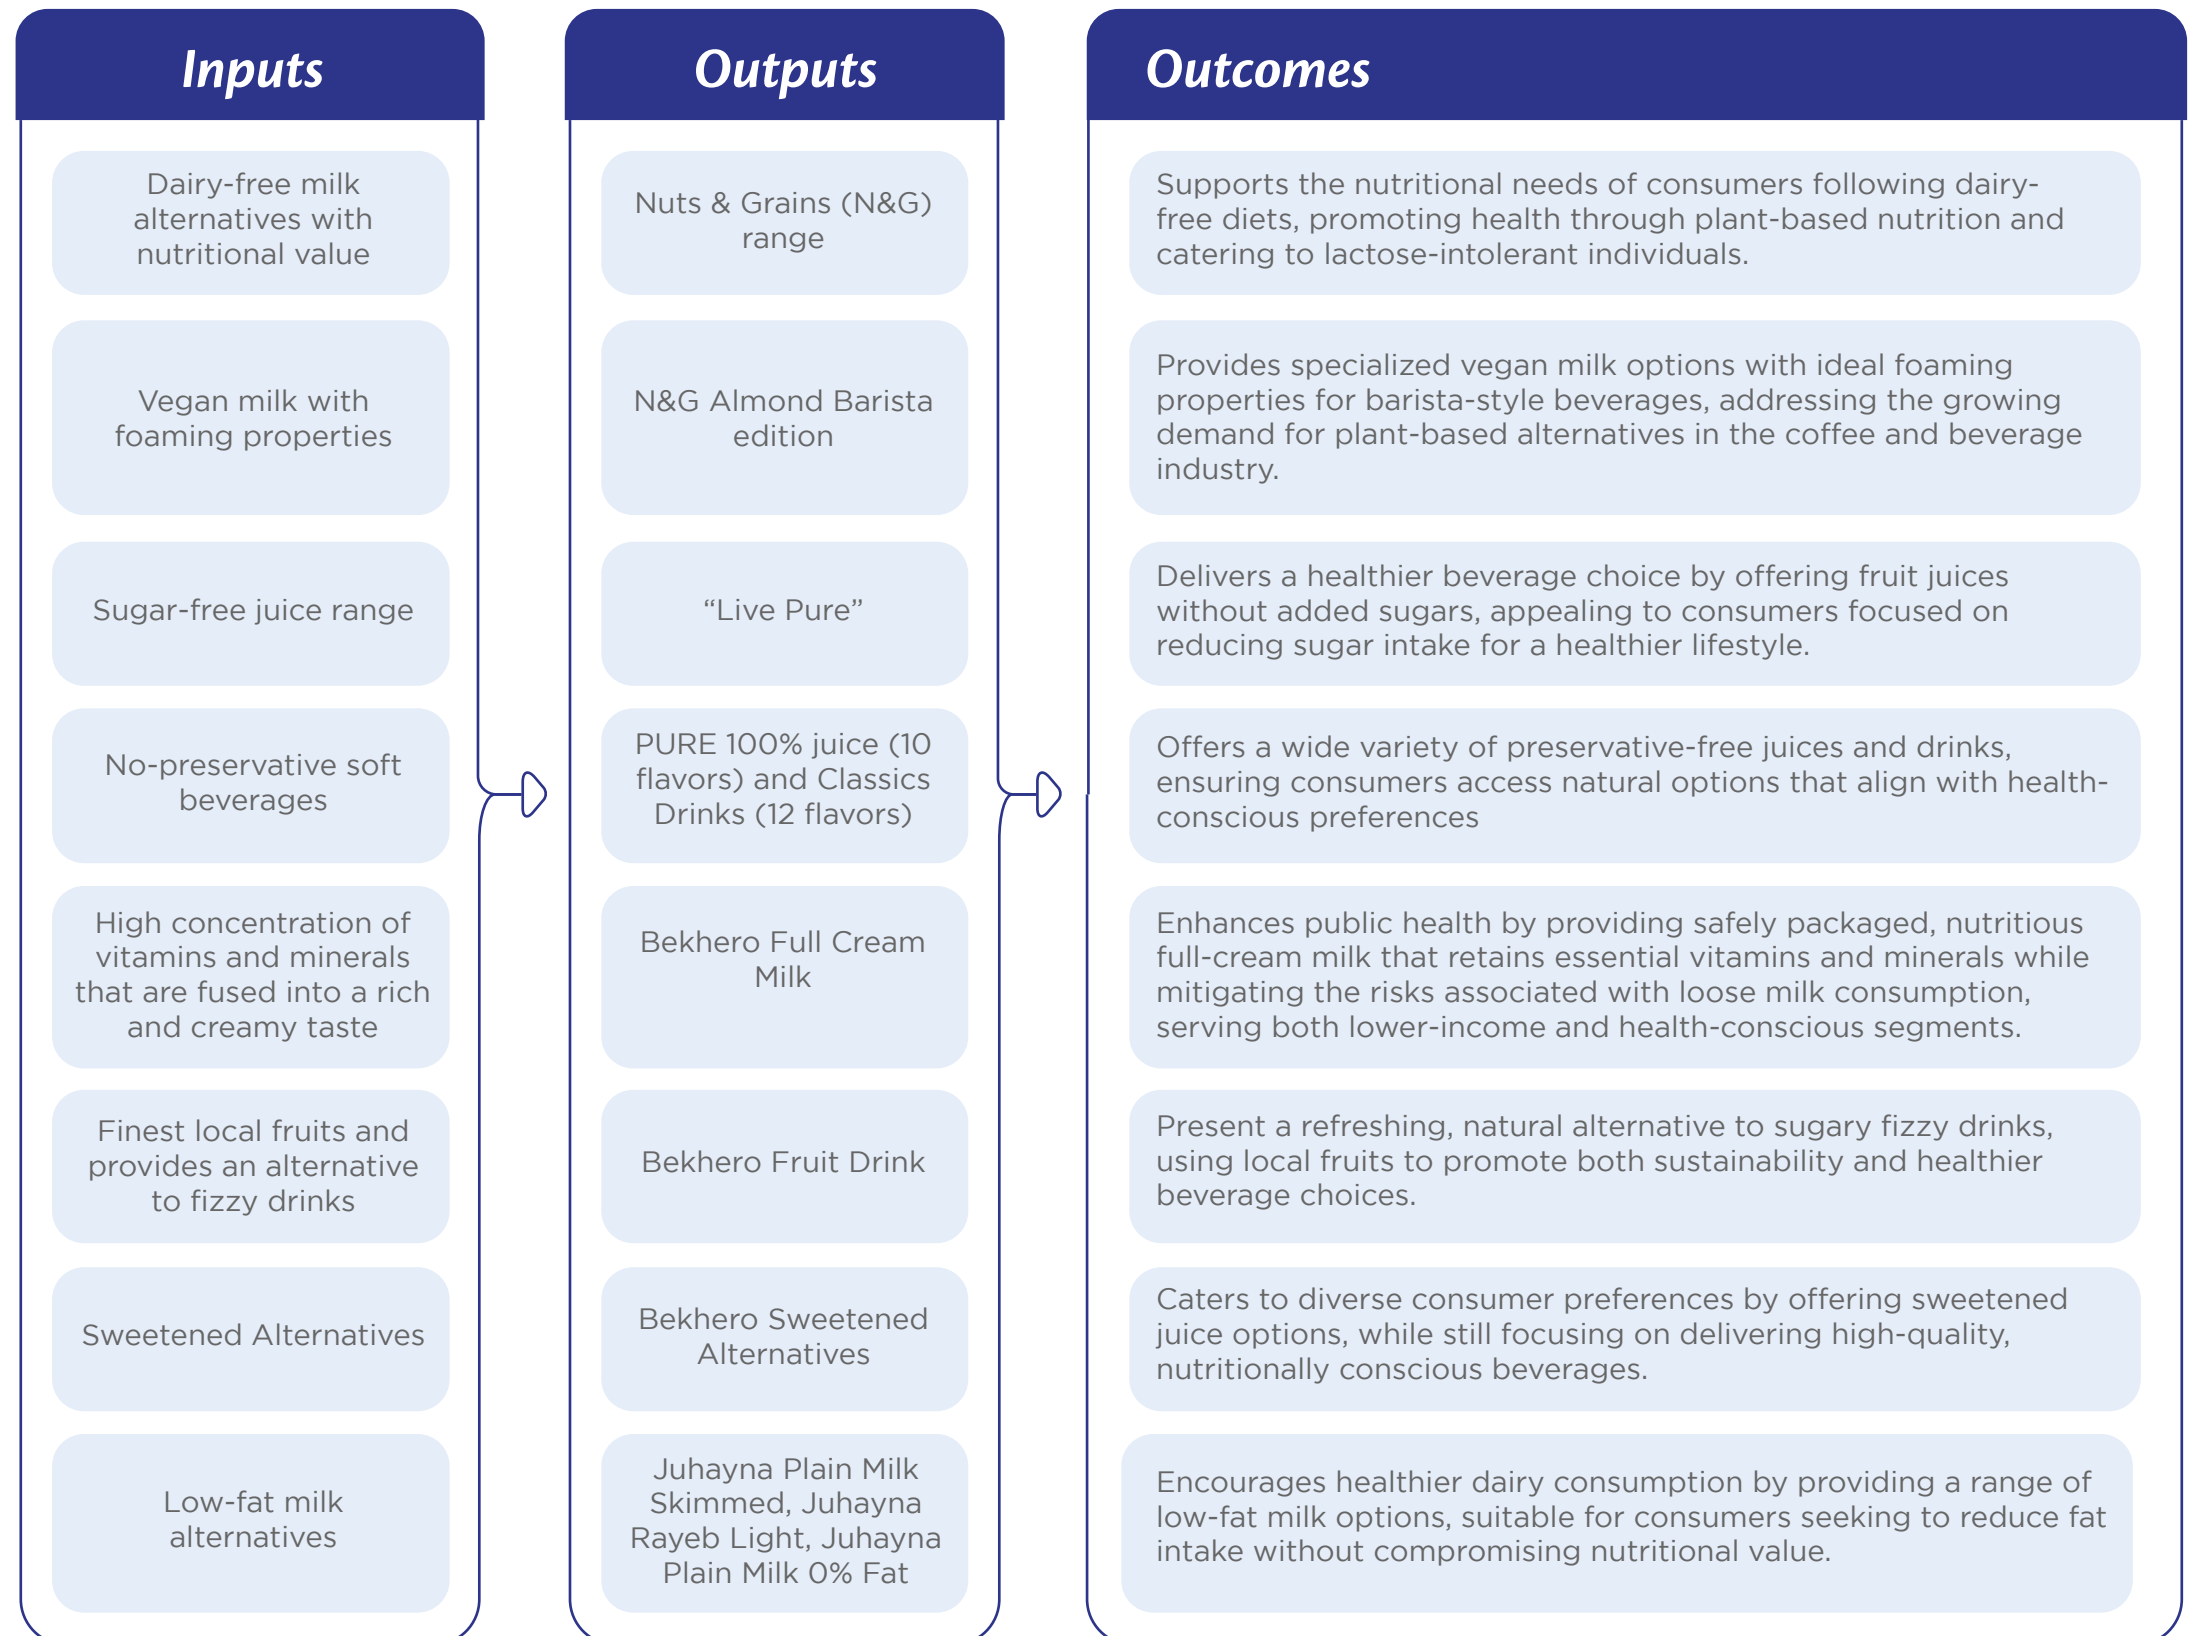 Inputs
Outputs
Outcomes
Dairy-free milk
alternatives with
nutritional value
Nuts & Grains (N&G)
range
Supports the nutritional needs of consumers following dairy-
free diets, promoting health through plant-based nutrition and
catering to lactose-intolerant individuals.
Vegan milk with
foaming properties
N&G Almond Barista
edition
Provides specialized vegan milk options with ideal foaming
properties for barista-style beverages, addressing the growing
demand for plant-based alternatives in the coffee and beverage
industry.
Sugar-free juice range
“Live Pure”
Delivers a healthier beverage choice by offering fruit juices
without added sugars, appealing to consumers focused on
reducing sugar intake for a healthier lifestyle.
No-preservative soft
beverages
PURE 100% juice (10
flavors) and Classics
Drinks (12 flavors)
Offers a wide variety of preservative-free juices and drinks,
ensuring consumers access natural options that align with health-
conscious preferences
High concentration of
vitamins and minerals
that are fused into a rich
and creamy taste
Bekhero Full Cream
Milk
Enhances public health by providing safely packaged, nutritious
full-cream milk that retains essential vitamins and minerals while
mitigating the risks associated with loose milk consumption,
serving both lower-income and health-conscious segments.
Finest local fruits and
provides an alternative
to fizzy drinks
Bekhero Fruit Drink
Present a refreshing, natural alternative to sugary fizzy drinks,
using local fruits to promote both sustainability and healthier
beverage choices.
Sweetened Alternatives
Bekhero Sweetened
Alternatives
Caters to diverse consumer preferences by offering sweetened
juice options, while still focusing on delivering high-quality,
nutritionally conscious beverages.
Low-fat milk
alternatives
Juhayna Plain Milk
Skimmed, Juhayna
Rayeb Light, Juhayna
Plain Milk 0% Fat
Encourages healthier dairy consumption by providing a range of
low-fat milk options, suitable for consumers seeking to reduce fat
intake without compromising nutritional value.